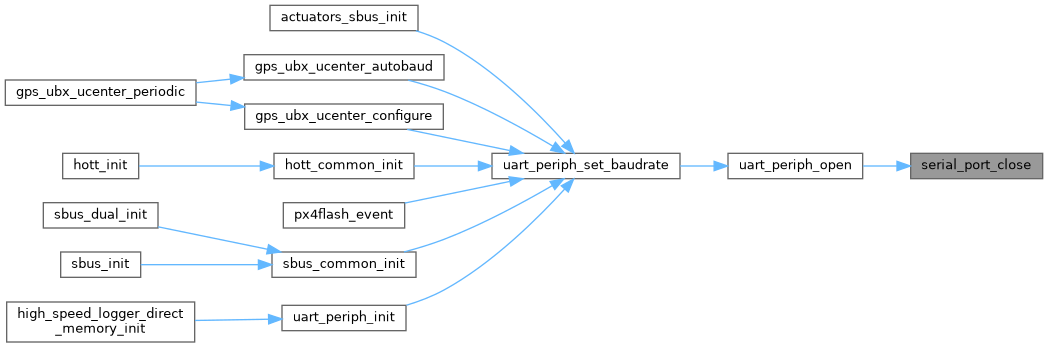 actuators_sbus_init
gps_ubx_ucenter_autobaud
gps_ubx_ucenter_periodic
gps_ubx_ucenter_configure
hott_init
hott_common_init
uart_periph_set_baudrate
uart_periph_open
serial_port_close
px4flash_event
sbus_dual_init
sbus_init
sbus_common_init
high_speed_logger_direct
_memory_init
uart_periph_init